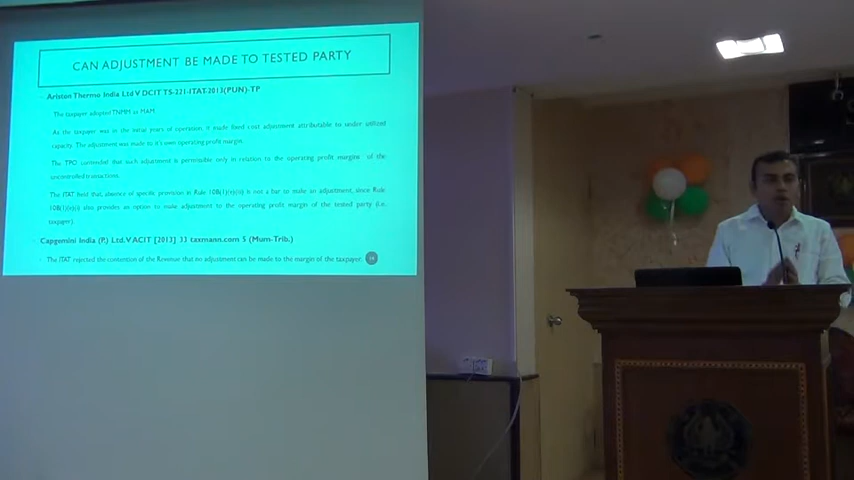 CAN ADJUSTMENT BE MADE TO TESTED PARTY
Ariston Thermo India Ltd V DCIT TS-221-ITAT-2013(PUN)-TP
The taxpayer adopted TNMM as MAM.
As the taxpayer was in the initial years of operation, it made fixed cost adjustment attributable to under utilized
capacity. The adjustment was made to it's own operating profit margin.
The TPO contended that such adjustment is permissible only in relation to the operating profit margins of the
uncontrolled transactions.
The ITAT held that, absence of specific provision in Rule 10B(1)(e)(ii) is not a bar to make an adjustment, since Rule
10B(1)(e)(i) also provides an option to make adjustment to the operating profit margin of the tested party (i.e.
taxpayer).
Capgemini India (P.) Ltd. V ACIT [2013] 33 taxmann.com 5 (Mum-Trib.)
The ITAT rejected the contention of the Revenue that no adjustment can be made to the margin of the taxpayer.